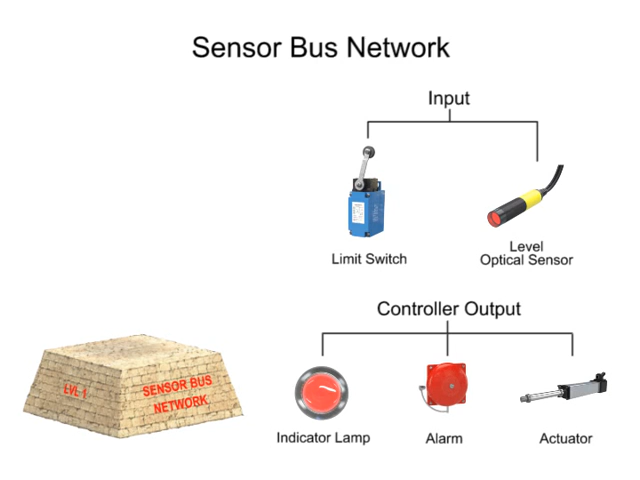 Sensor Bus Network
Input
Limit Switch
Level
Optical Sensor
Controller Output
LVL 1
SENSOR BUS
NETWORK
Indicator Lamp
Alarm
Actuator